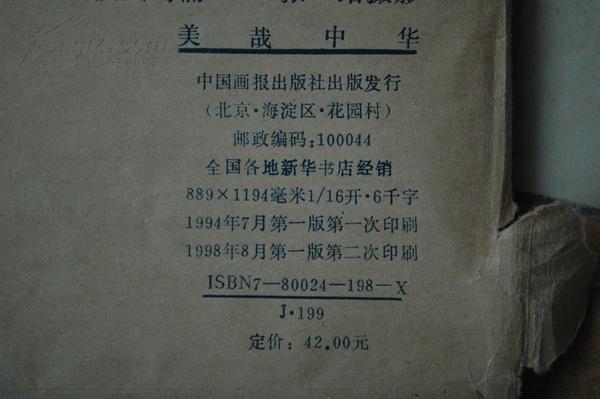 美哉中华
中国画报出版社出版发行
(北京·海淀区·花园村)
邮政编码:100044
全国各地新华书店经销
889×1194毫米1/16开·6千字
1994年7月第一版第一次印刷
1998年8月第一版第二次印刷
ISBN7—80024—198—X
J·199
定价: 42.00元